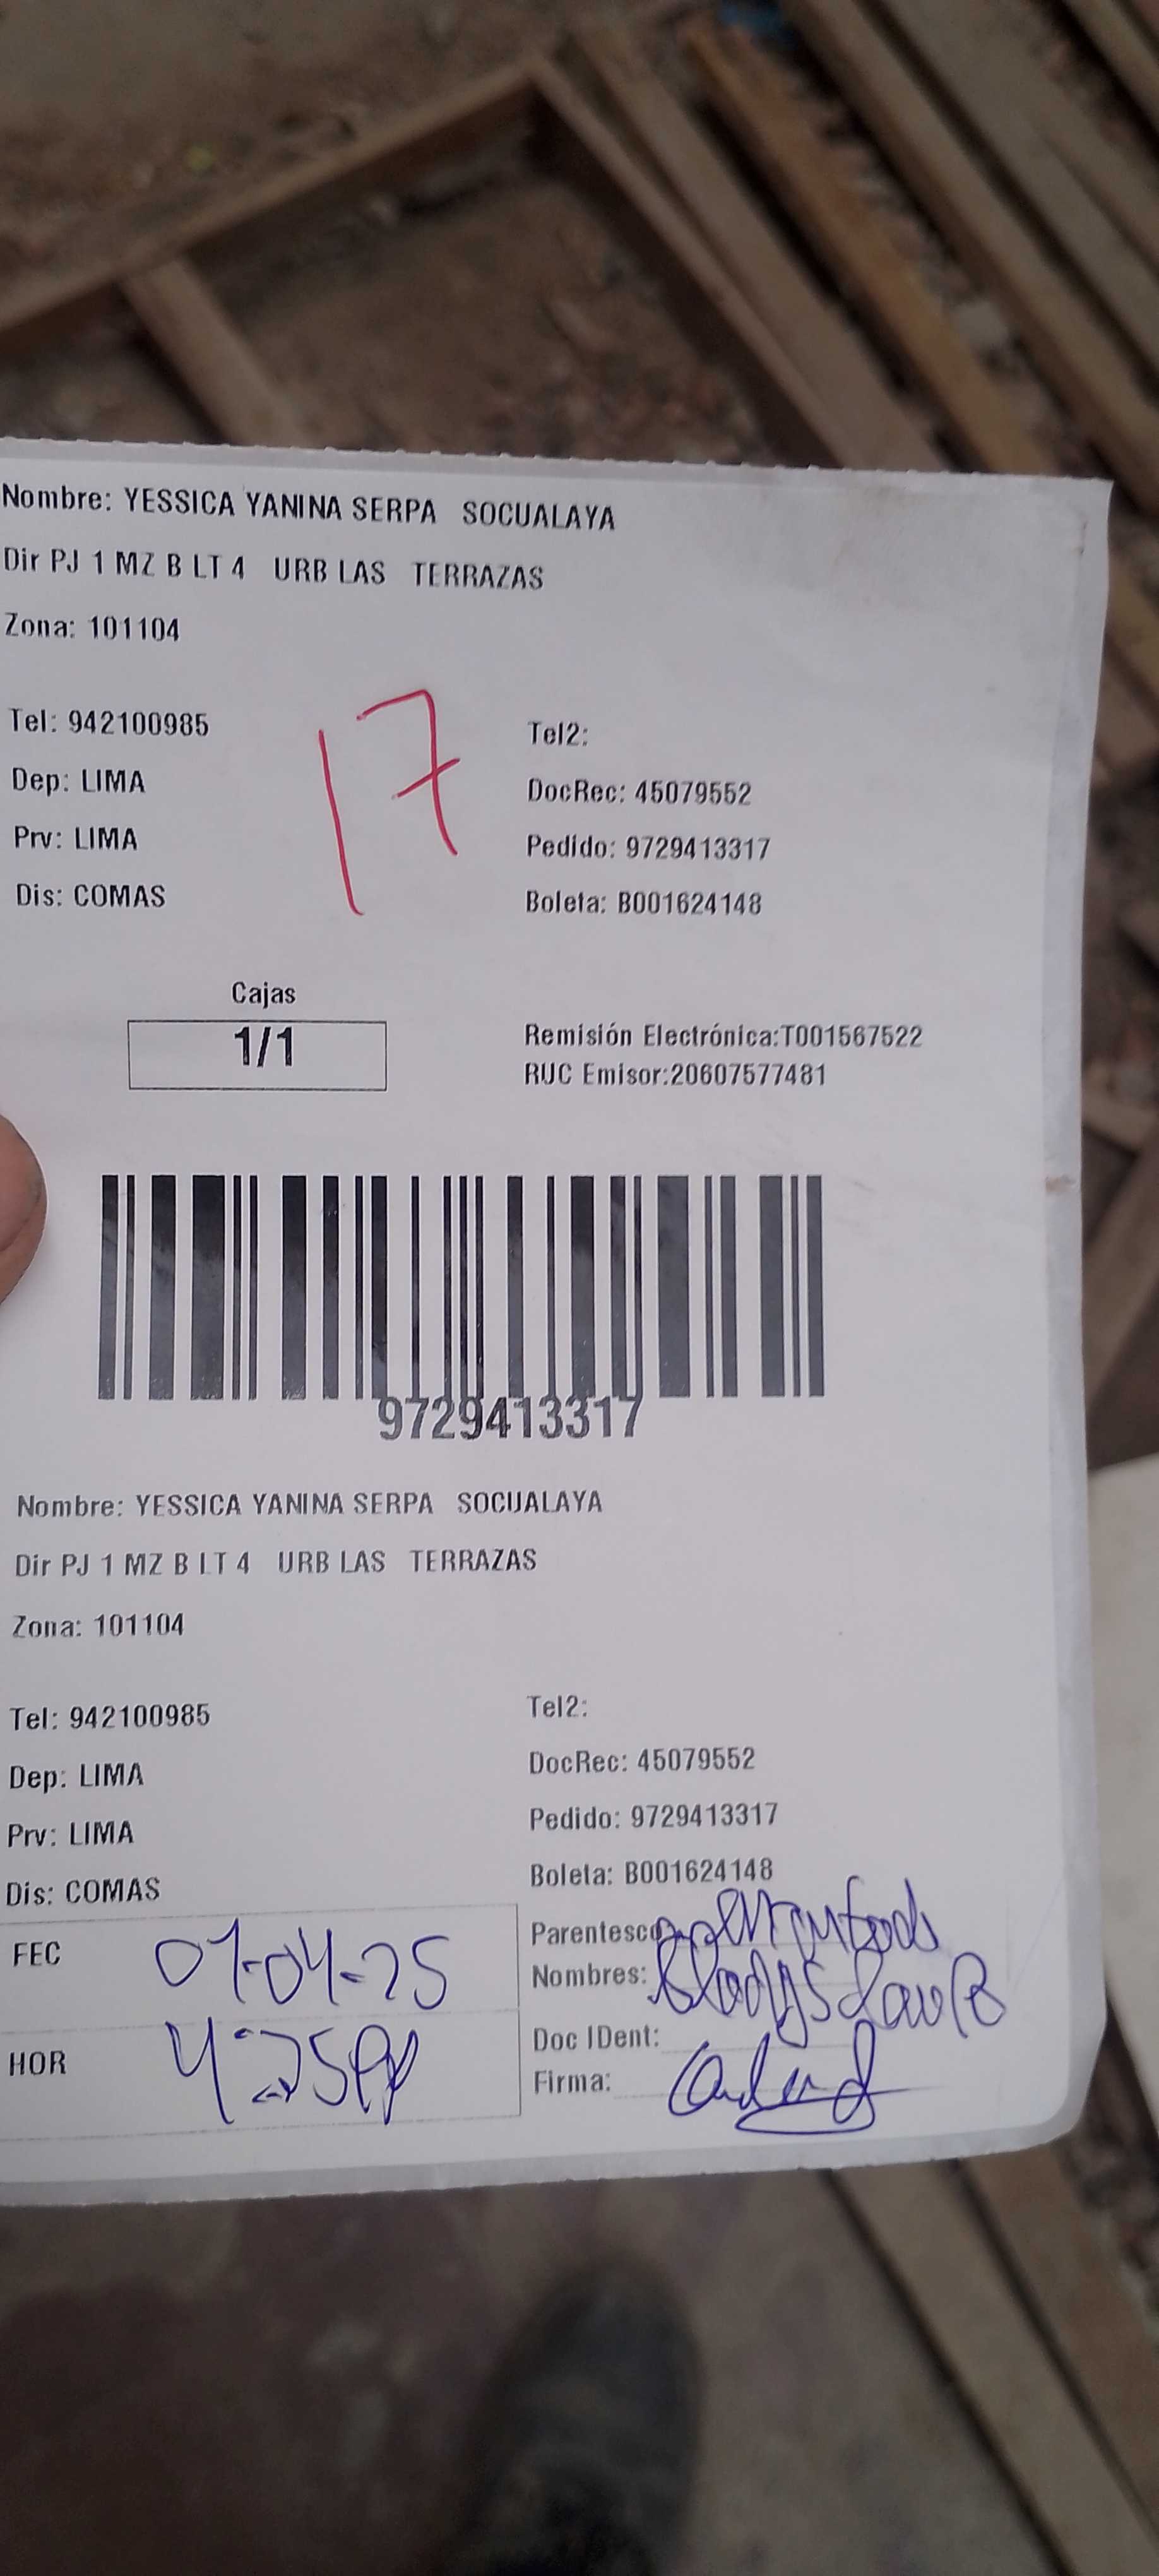 Nombre: YESSICA YANINA SERPA SOCUALAYA
Dir PJ 1 MZ B LT 4 URB LAS TERRAZAS
Zona: 101104
17
Tel: 942100985 Tel2:
Dep: LIMA DocRec: 45079552
Prv: LIMA Pedido: 9729413317
Dis: COMAS Boleta: B001624148
Cajas
1/1
Remisión Electrónica:T001567522
RUC Emisor:20607577481
9729413317
Nombre: YESSICA YANINA SERPA SOCUALAYA
Dir PJ 1 MZ B LT 4 URB LAS TERRAZAS
Zona: 101104
Tel: 942100985 Tel2:
Dep: LIMA DocRec: 45079552
Prv: LIMA Pedido: 9729413317
Dis: COMAS Boleta: B001624148
FEC 07-04-25
HOR 4:25
Parentesco
Nombres:
Doc IDent:
Firma: